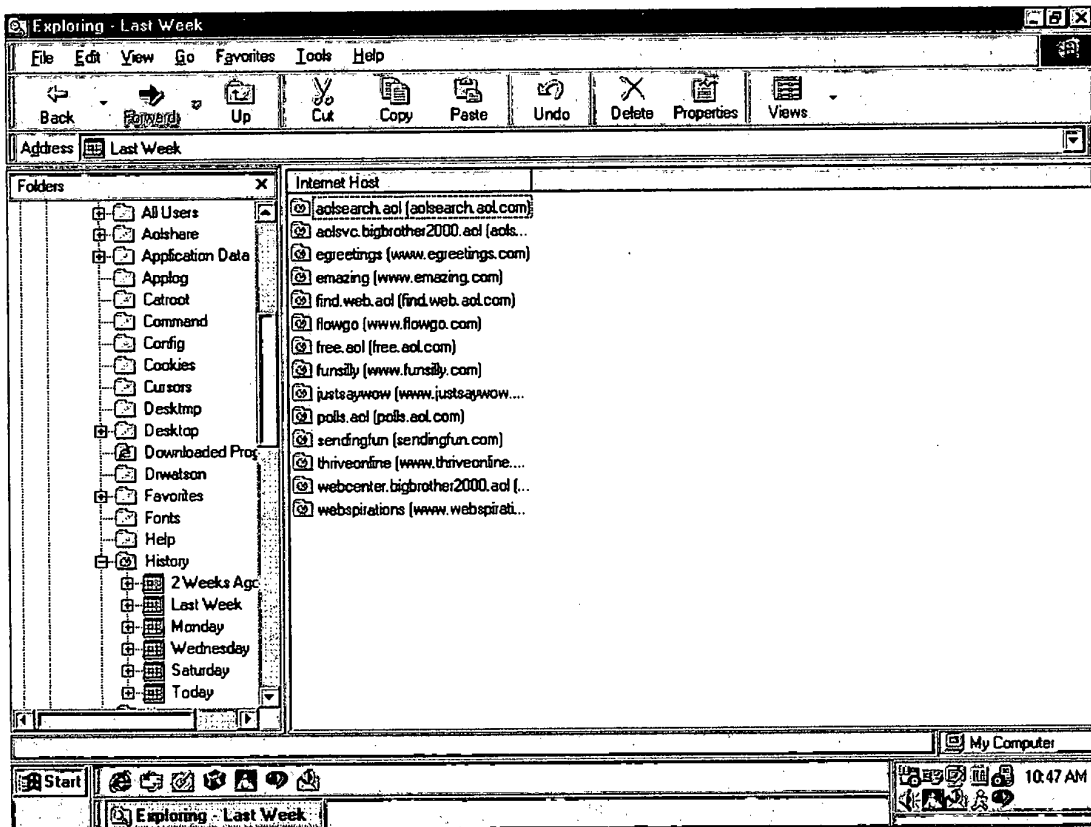 Exploring - Last Week
File Edit View Go Favorites Tools Help
Back Forward Up Cut Copy Paste Undo Delete Properties Views
Address Last Week
Folders
All Users
Aolshare
Application Data
Applog
Catroot
Command
Config
Cookies
Cursors
Desktmp
Desktop
Downloaded Prog
Drwatson
Favorites
Fonts
Help
History
2 Weeks Ago
Last Week
Monday
Wednesday
Saturday
Today
Internet Host
aolsearch.aol (aolsearch.aol.com)
aolsvc.bigbrother2000.aol (aols...
egreetings (www.egreetings.com)
emazing (www.emazing.com)
find.web.aol (find.web.aol.com)
flowgo (www.flowgo.com)
free.aol (free.aol.com)
funsilly (www.funsilly.com)
justsaywow (www.justsaywow....
polls.aol (polls.aol.com)
sendingfun (sendingfun.com)
thriveonline (www.thriveonline....
webcenter.bigbrother2000.aol (...
webspirations (www.webspirati...
My Computer
Start
10:47 AM
Exploring - Last Week